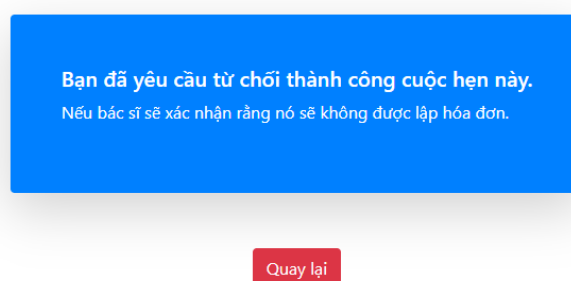 Bạn đã yêu cầu từ chối thành công cuộc hẹn này.
Nếu bác sĩ sẽ xác nhận rằng nó sẽ không được lập hóa đơn.
Quay lại